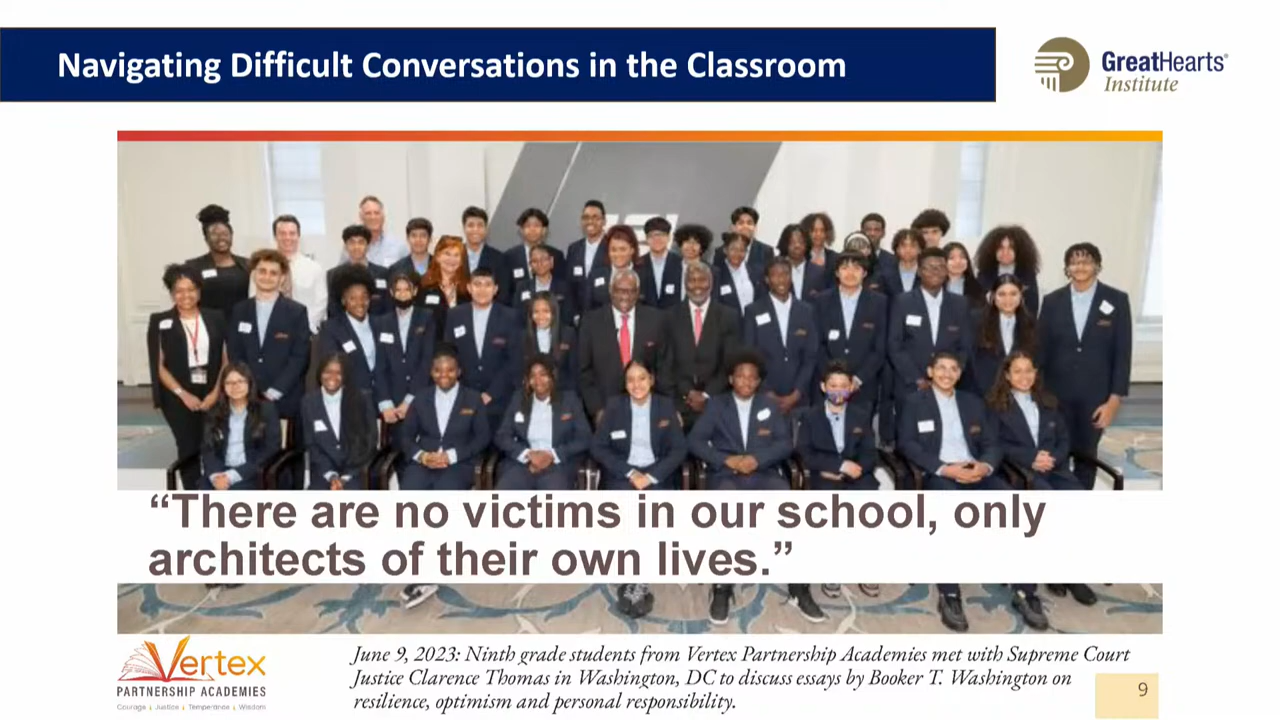 Navigating Difficult Conversations in the Classroom
GreatHearts®
Institute
“There are no victims in our school, only
architects of their own lives.”
Vertex
PARTNERSHIP ACADEMIES
Courage Justice Temperance Wisdom
June 9, 2023: Ninth grade students from Vertex Partnership Academies met with Supreme Court
Justice Clarence Thomas in Washington, DC to discuss essays by Booker T. Washington on
resilience, optimism and personal responsibility.
9